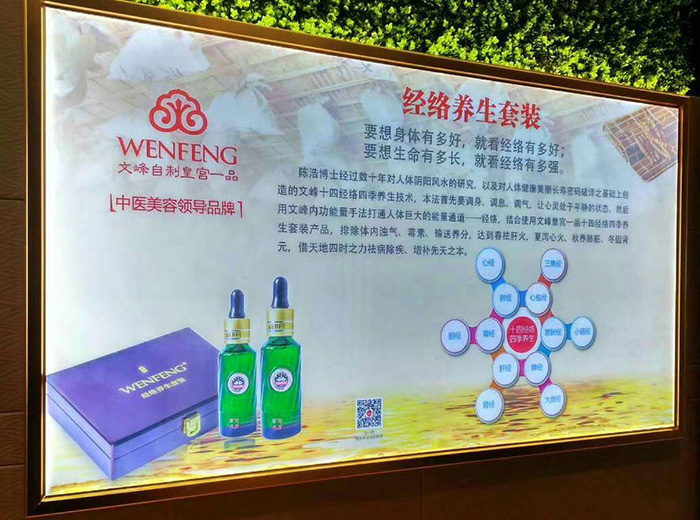 经络养生套装
要想身体有多好，就看经络有多好；
要想生命有多长，就看经络有多强。
WENFENG
文峰自制皇宫一品
[中医美容领导品牌]
陈浩博士经过数十年对人体阴阳风水的研究，以及对人体健康美丽长寿密码破译之基础上创
造的文峰十四经络四季养生技术，本法首先要调身、调息、调气，让心灵处于平静的状态，然后
用文峰内功能量手法打通人体巨大的能量通道——经络，结合使用文峰皇宫一品十四经络四季养
生套装产品，排除体内浊气、毒素、输送养分，达到春祛肝火，夏泻心火，秋养肺脏，冬固肾
元，借天地四时之力祛病除疾、增补先天之本。
心经
三焦经
肺经
心包经
胆经
十四经络
四季养生
膀胱经
小肠经
肝经
脾经
大肠经
WENFENG
经络养生套装